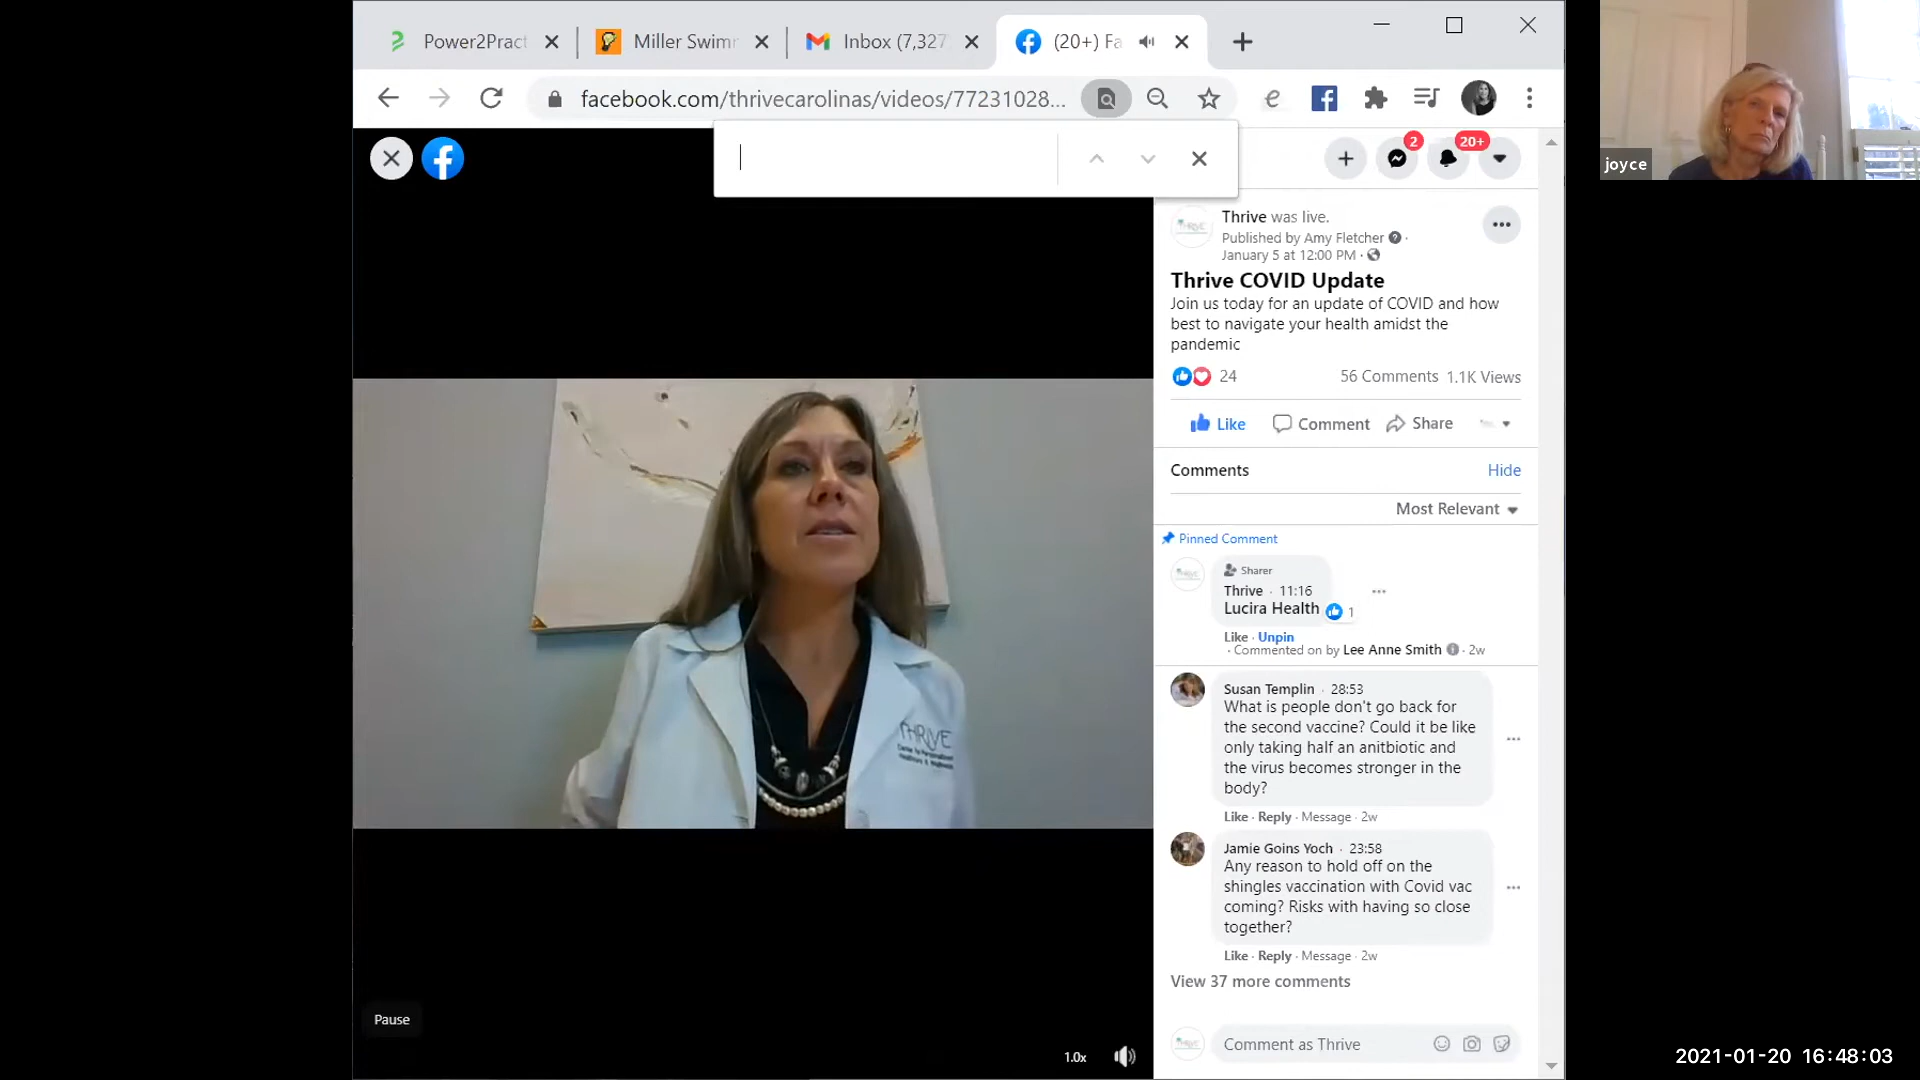 Power2Pract
Miller Swimm
Inbox (7,327
(20+) Fa
facebook.com/thrivecarolinas/videos/77231028...
2
20+
joyce
Thrive was live.
Published by Amy Fletcher
January 5 at 12:00 PM ·
Thrive COVID Update
Join us today for an update of COVID and how
best to navigate your health amidst the
pandemic
24
56 Comments 1.1K Views
Like Comment Share
Comments
Hide
Most Relevant
Pinned Comment
Sharer
Thrive · 11:16
Lucira Health
1
Like · Unpin
· Commented on by Lee Anne Smith · 2w
Susan Templin · 28:53
What is people don't go back for
the second vaccine? Could it be like
only taking half an anitbiotic and
the virus becomes stronger in the
body?
Like · Reply · Message · 2w
Jamie Goins Yoch · 23:58
Any reason to hold off on the
shingles vaccination with Covid vac
coming? Risks with having so close
together?
Like · Reply · Message · 2w
View 37 more comments
Comment as Thrive
THRIVE
Pause
1.0x
2021-01-20 16:48:03